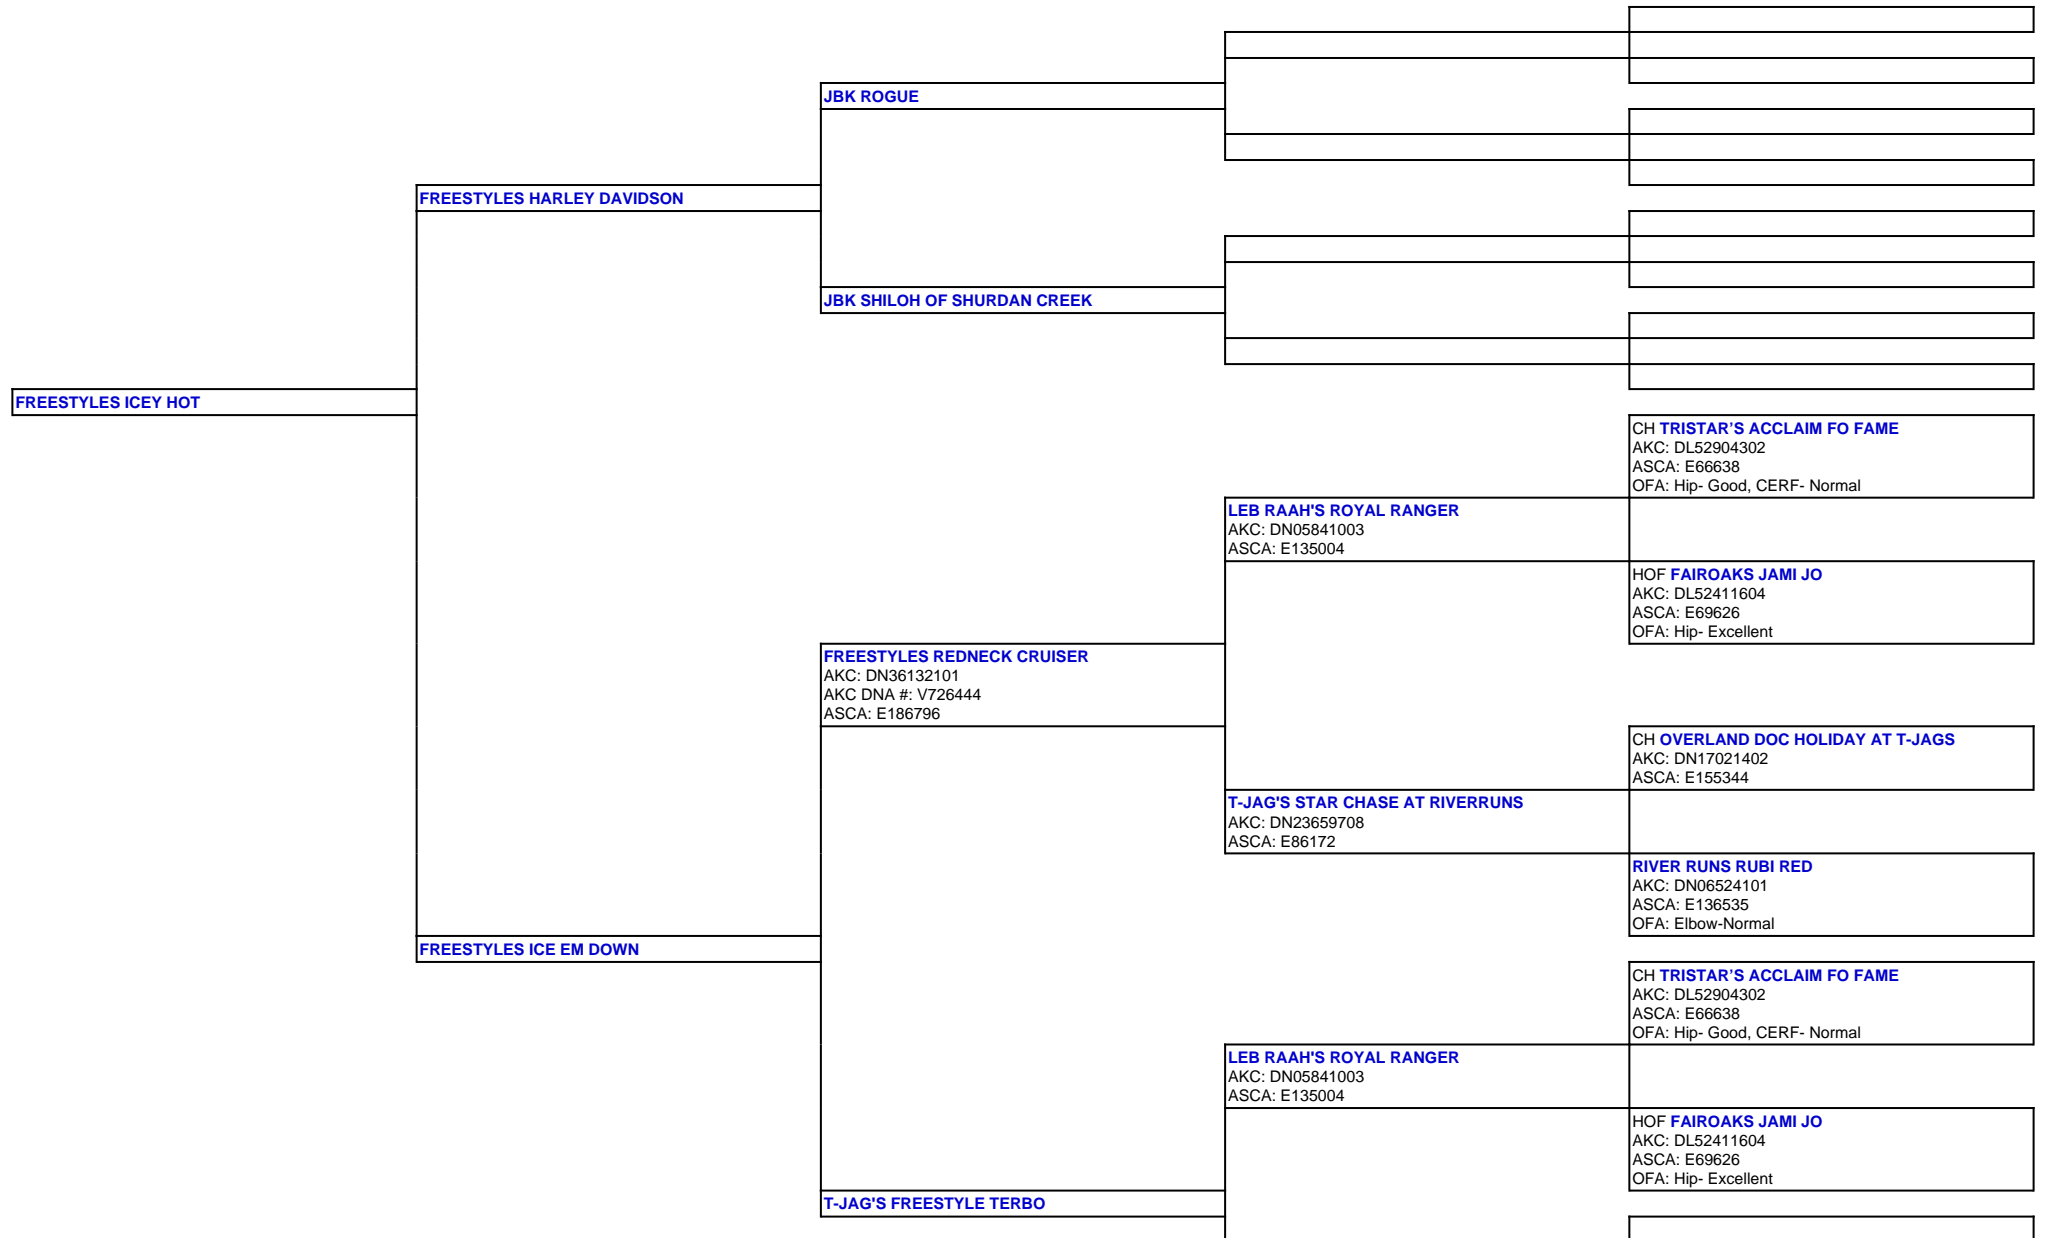 JBK ROGUE
FREESTYLES HARLEY DAVIDSON
JBK SHILOH OF SHURDAN CREEK
FREESTYLES ICEY HOT
CH TRISTAR’S ACCLAIM FO FAME
AKC: DL52904302
ASCA: E66638
OFA: Hip- Good, CERF- Normal
LEB RAAH'S ROYAL RANGER
AKC: DN05841003
ASCA: E135004
HOF FAIROAKS JAMI JO
AKC: DL52411604
ASCA: E69626
OFA: Hip- Excellent
FREESTYLES REDNECK CRUISER
AKC: DN36132101
AKC DNA #: V726444
ASCA: E186796
CH OVERLAND DOC HOLIDAY AT T-JAGS
AKC: DN17021402
ASCA: E155344
T-JAG'S STAR CHASE AT RIVERRUNS
AKC: DN23659708
ASCA: E86172
RIVER RUNS RUBI RED
AKC: DN06524101
ASCA: E136535
OFA: Elbow-Normal
FREESTYLES ICE EM DOWN
CH TRISTAR’S ACCLAIM FO FAME
AKC: DL52904302
ASCA: E66638
OFA: Hip- Good, CERF- Normal
LEB RAAH'S ROYAL RANGER
AKC: DN05841003
ASCA: E135004
HOF FAIROAKS JAMI JO
AKC: DL52411604
ASCA: E69626
OFA: Hip- Excellent
T-JAG'S FREESTYLE TERBO